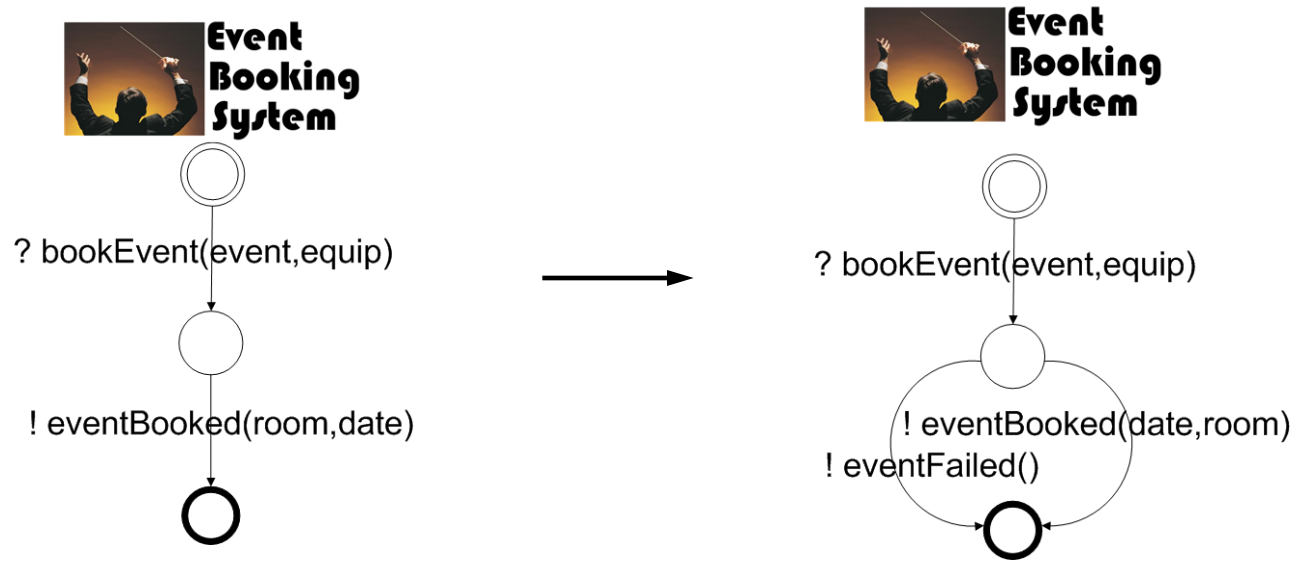 Event
Booking
System
? bookEvent(event,equip)
! eventBooked(room,date)
Event
Booking
System
? bookEvent(event,equip)
! eventBooked(date,room)
! eventFailed()